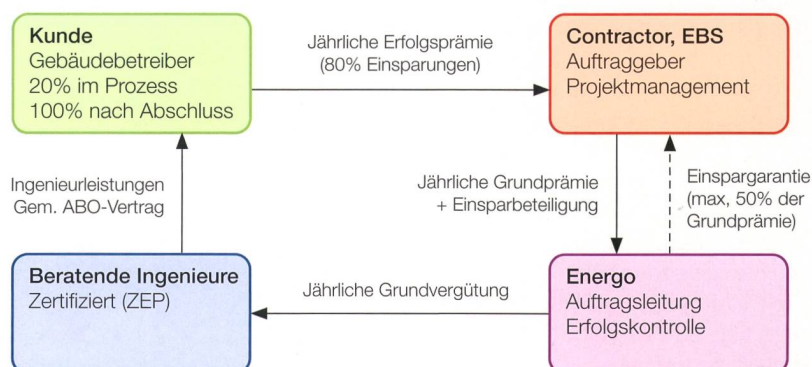 Kunde
Gebäudebetreiber
20% im Prozess
100% nach Abschluss
Jährliche Erfolgsprämie
(80% Einsparungen)
Contractor, EBS
Auftraggeber
Projektmanagement
Ingenieurleistungen
Gem. ABO-Vertrag
Jährliche Grundprämie
+ Einsparbeteiligung
Einspargarantie
(max, 50% der
Grundprämie)
Beratende Ingenieure
Zertifiziert (ZEP)
Jährliche Grundvergütung
Energo
Auftragsleitung
Erfolgskontrolle